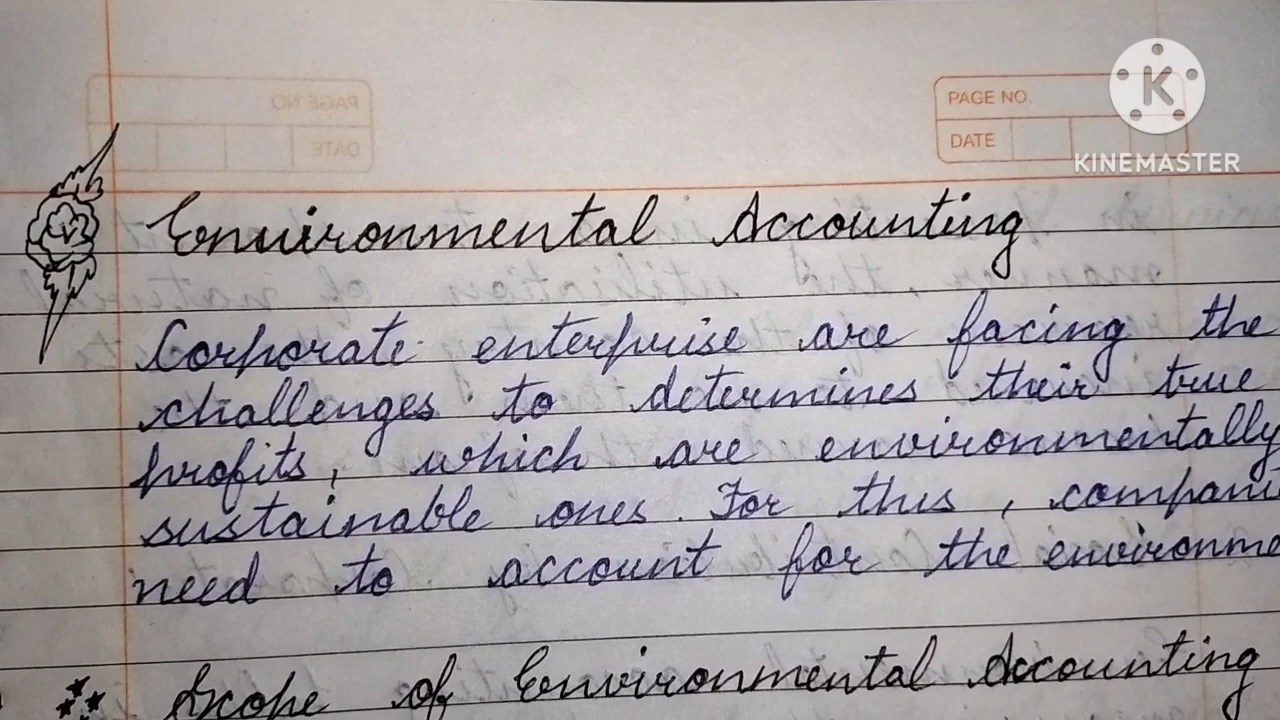 PAGE NO.
DATE
KINEMASTER
Environmental Accounting
Corporate enterprise are facing the
challenges to determines their true
profits, which are environmentally
sustainable ones. For this, compani
need to account for the environme
Scope of Environmental Accounting